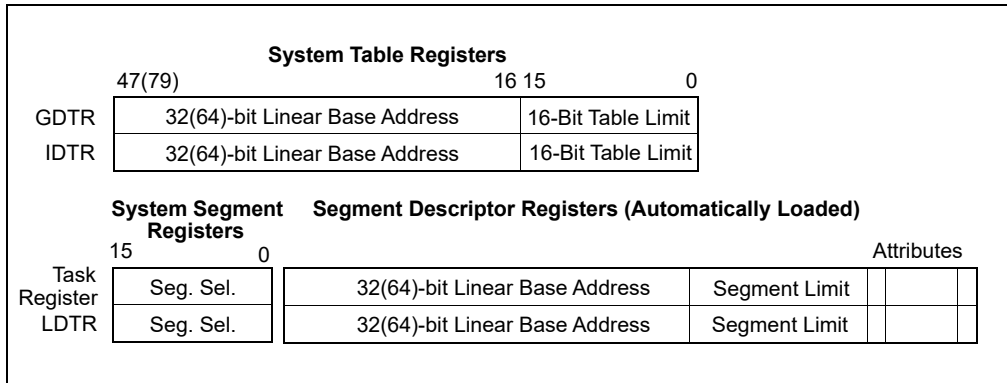 System Table Registers
47(79) 16 15 0
GDTR 32(64)-bit Linear Base Address 16-Bit Table Limit
IDTR 32(64)-bit Linear Base Address 16-Bit Table Limit
System Segment Registers Segment Descriptor Registers (Automatically Loaded)
15 0 Attributes
Task Register Seg. Sel. 32(64)-bit Linear Base Address Segment Limit
LDTR Seg. Sel. 32(64)-bit Linear Base Address Segment Limit